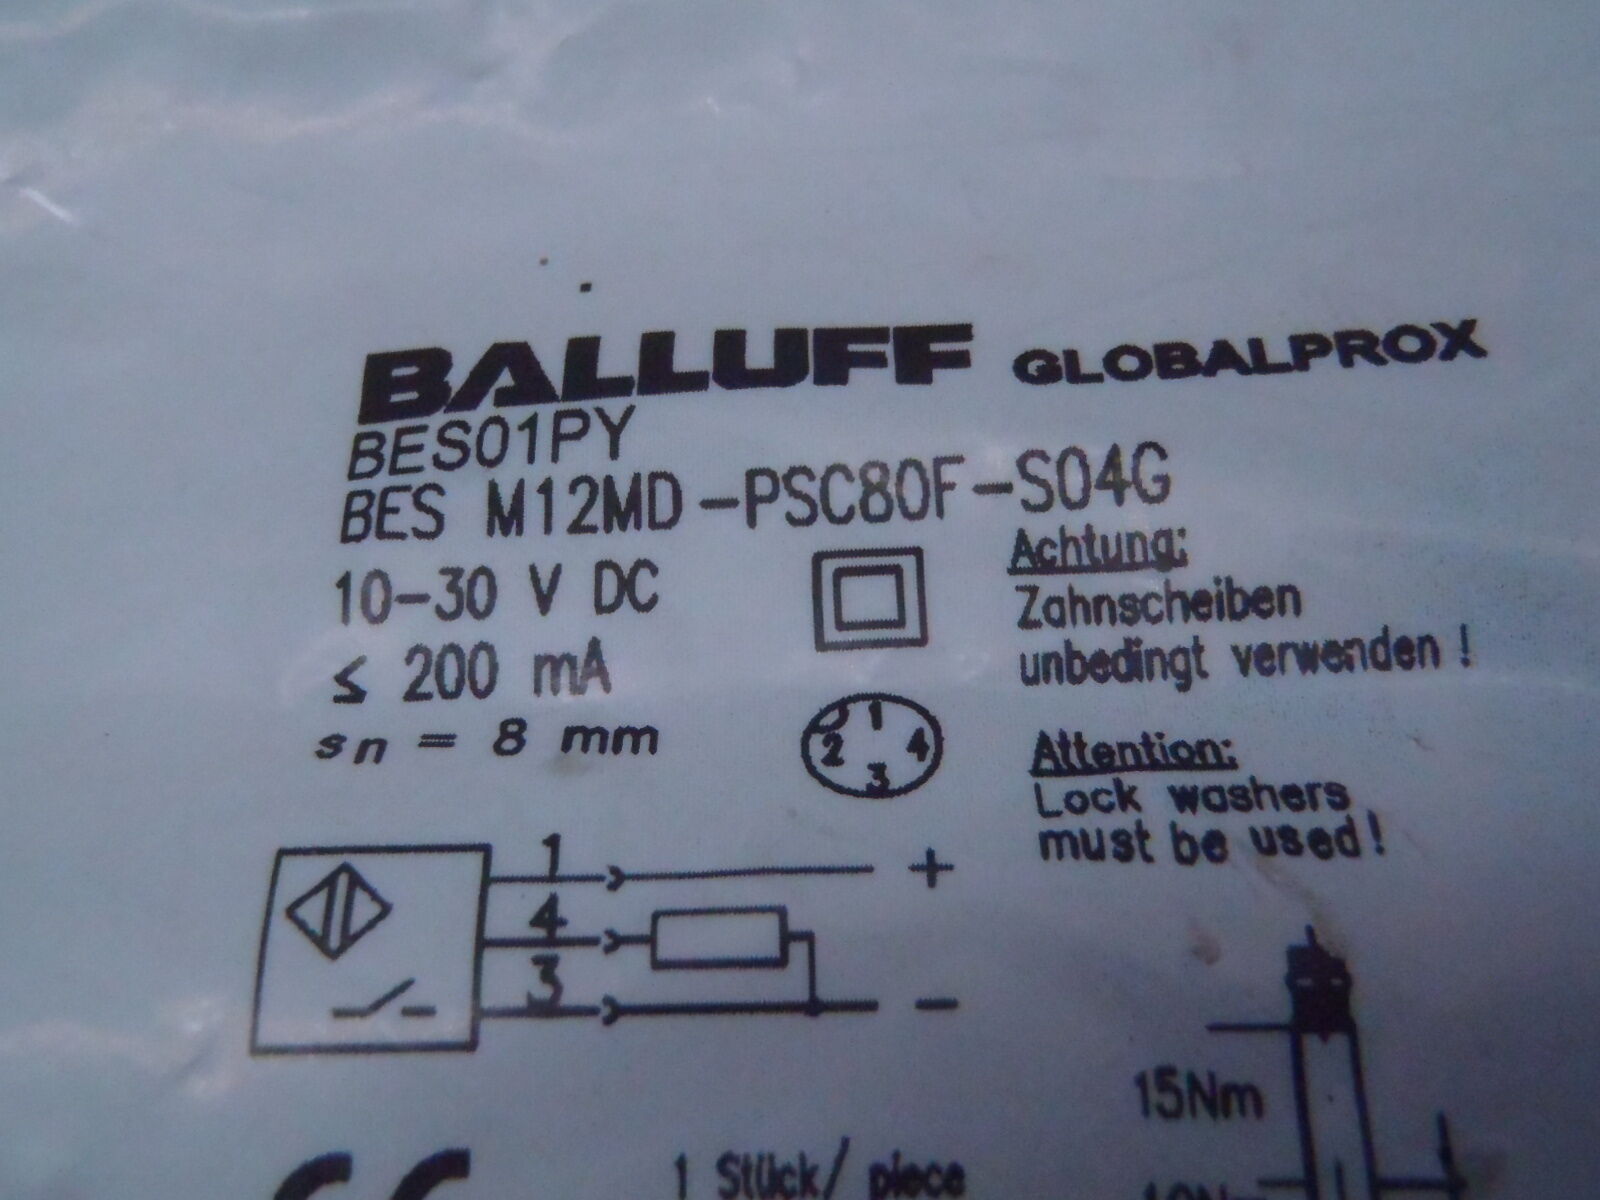 BALLUFF GLOBALPROX
BES01PY
BES M12MD-PSC80F-S04G
10-30 V DC
≤ 200 mA
sn = 8 mm
Achtung:
Zahnscheiben
unbedingt verwenden !
1
2 4
3
Attention:
Lock washers
must be used!
1 +
4
3 -
15Nm
CE
1 Stück/ piece